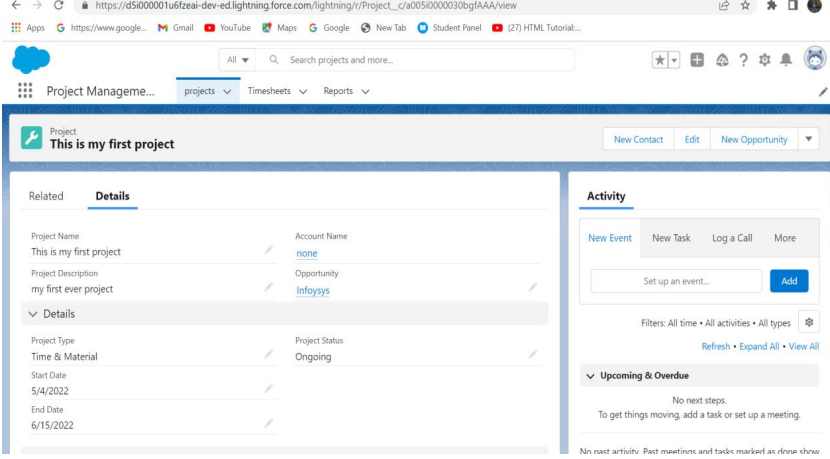 https://d5i000001u6fzeai-dev-ed.lightning.force.com/lightning/r/Project__c/a005i0000030bgfAAA/view
Apps https://www.google... Gmail YouTube Maps Google New Tab Student Panel (27) HTML Tutorial:...
All Search projects and more...
Project Manageme... projects Timesheets Reports
Project
This is my first project
New Contact Edit New Opportunity
Related Details
Project Name
This is my first project
Account Name
none
Project Description
my first ever project
Opportunity
Infoysys
Details
Project Type
Time & Material
Project Status
Ongoing
Start Date
5/4/2022
End Date
6/15/2022
Activity
New Event New Task Log a Call More
Set up an event... Add
Filters: All time • All activities • All types
Refresh • Expand All • View All
Upcoming & Overdue
No next steps.
To get things moving, add a task or set up a meeting.
No past activity. Past meetings and tasks marked as done show